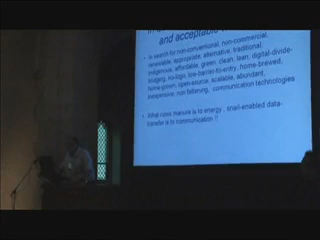 and acceptable
• In search for non-conventional, non-commercial,
renewable, appropriate, alternative, traditional,
indigenous, affordable, green, clean, lean, digital-divide-
bridging, no-logo, low-barrier-to-entry, home-brewed,
home-grown, open-source, scalable, abundant,
inexpensive, non fattening, communication technologies
• What cows manure is to energy , snail-enabled data-
transfer is to communication !!